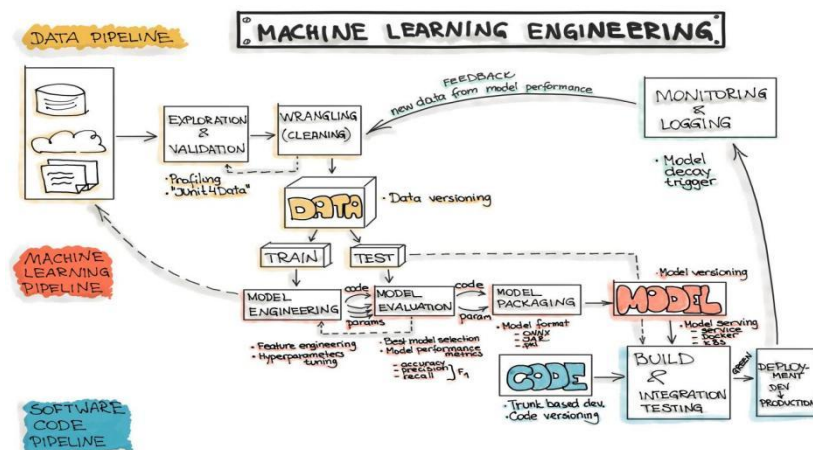 MACHINE LEARNING ENGINEERING
DATA PIPELINE
EXPLORATION
&
VALIDATION
• Profiling
• "JUnit4Data"
WRANGLING
(CLEANING)
FEEDBACK
new data from model performance
MONITORING
&
LOGGING
• Model
decay
trigger
DATA
• Data versioning
TRAIN
TEST
MACHINE
LEARNING
PIPELINE
MODEL
ENGINEERING
• Feature engineering
• Hyperparameters
tuning
code
params
MODEL
EVALUATION
• Best model selection
• Model performance
metrics
- accuracy
- precision
- recall
F1
code
param
MODEL
PACKAGING
• Model format
- ONNX
- JAR
- .pkl
• Model versioning
MODEL
• Model serving
- service
- Docker
- K8S
SOFTWARE
CODE
PIPELINE
CODE
• Trunk based dev.
• Code versioning
BUILD
&
INTEGRATION
TESTING
GREEN
DEPLOY-
MENT
DEV
PRODUCTION